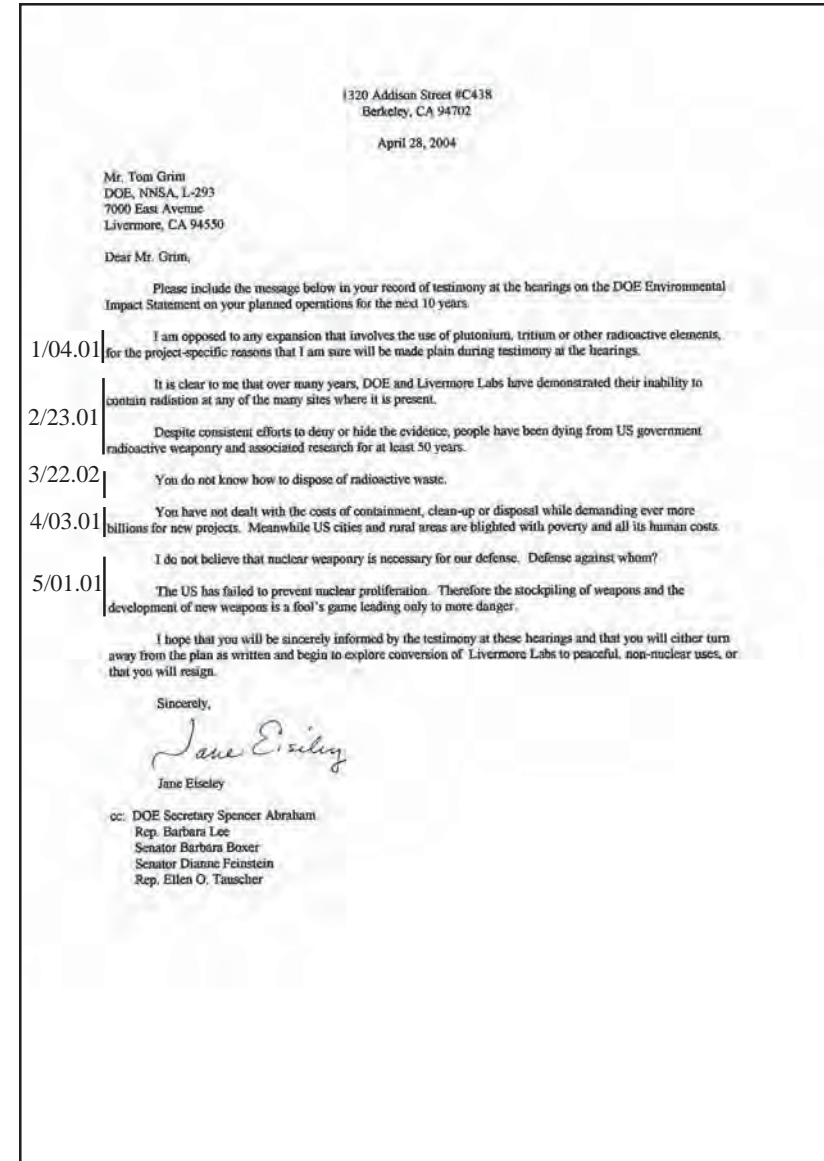 1320 Addison Street #C438
Berkeley, CA 94702
April 28, 2004
Mr. Tom Grim
DOE, NNSA, L-293
7000 East Avenue
Livermore, CA 94550
Dear Mr. Grim,
Please include the message below in your record of testimony at the hearings on the DOE Environmental
Impact Statement on your planned operations for the next 10 years.
1/04.01
I am opposed to any expansion that involves the use of plutonium, tritium or other radioactive elements,
for the project-specific reasons that I am sure will be made plain during testimony at the hearings.
2/23.01
It is clear to me that over many years, DOE and Livermore Labs have demonstrated their inability to
contain radiation at any of the many sites where it is present.
Despite consistent efforts to deny or hide the evidence, people have been dying from US government
radioactive weaponry and associated research for at least 50 years.
3/22.02
You do not know how to dispose of radioactive waste.
4/03.01
You have not dealt with the costs of containment, clean-up or disposal while demanding ever more
billions for new projects. Meanwhile US cities and rural areas are blighted with poverty and all its human costs.
5/01.01
I do not believe that nuclear weaponry is necessary for our defense. Defense against whom?
The US has failed to prevent nuclear proliferation. Therefore the stockpiling of weapons and the
development of new weapons is a fool's game leading only to more danger.
I hope that you will be sincerely informed by the testimony at these hearings and that you will either turn
away from the plan as written and begin to explore conversion of Livermore Labs to peaceful, non-nuclear uses, or
that you will resign.
Sincerely,
Jane Eiseley
Jane Eiseley
cc: DOE Secretary Spencer Abraham
Rep. Barbara Lee
Senator Barbara Boxer
Senator Dianne Feinstein
Rep. Ellen O. Tauscher